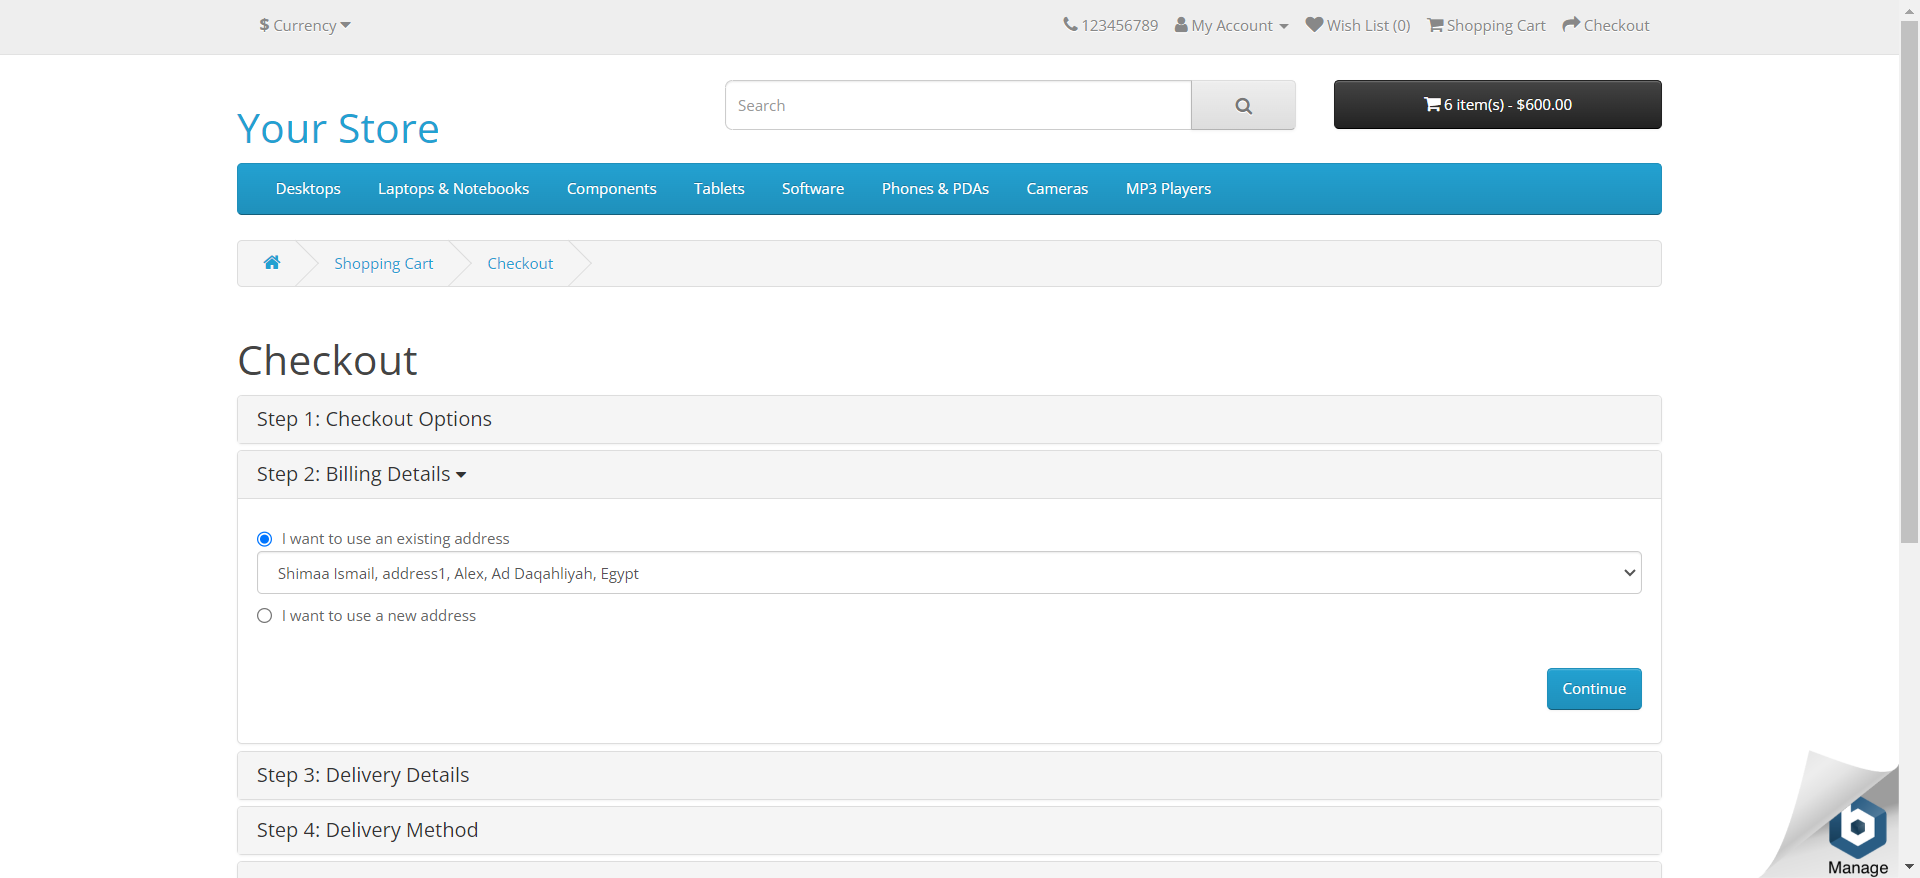 $ Currency
123456789 My Account Wish List (0) Shopping Cart Checkout
Your Store
Search
6 item(s) - $600.00
Desktops Laptops & Notebooks Components Tablets Software Phones & PDAs Cameras MP3 Players
Shopping Cart Checkout
Checkout
Step 1: Checkout Options
Step 2: Billing Details
I want to use an existing address
Shimaa Ismail, address1, Alex, Ad Daqahliyah, Egypt
I want to use a new address
Continue
Step 3: Delivery Details
Step 4: Delivery Method
b
Manage